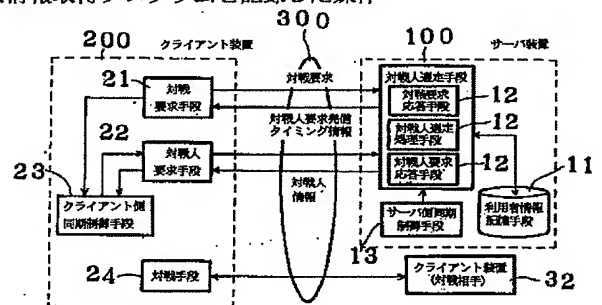 300
200
クライアント装置
100
サーバ装置
21
対戦
要求手段
対戦要求
対戦人選定手段
対戦要求
応答手段
12
22
対戦人要求発信
タイミング情報
対戦人選定
処理手段
12
23
対戦人
要求手段
対戦人要求
応答手段
12
11
クライアント側
同期制御手段
対戦人
情報
サーバ側同期
制御手段
13
利用者情報
記憶手段
24
対戦手段
クライアント装置
(対戦相手)
32